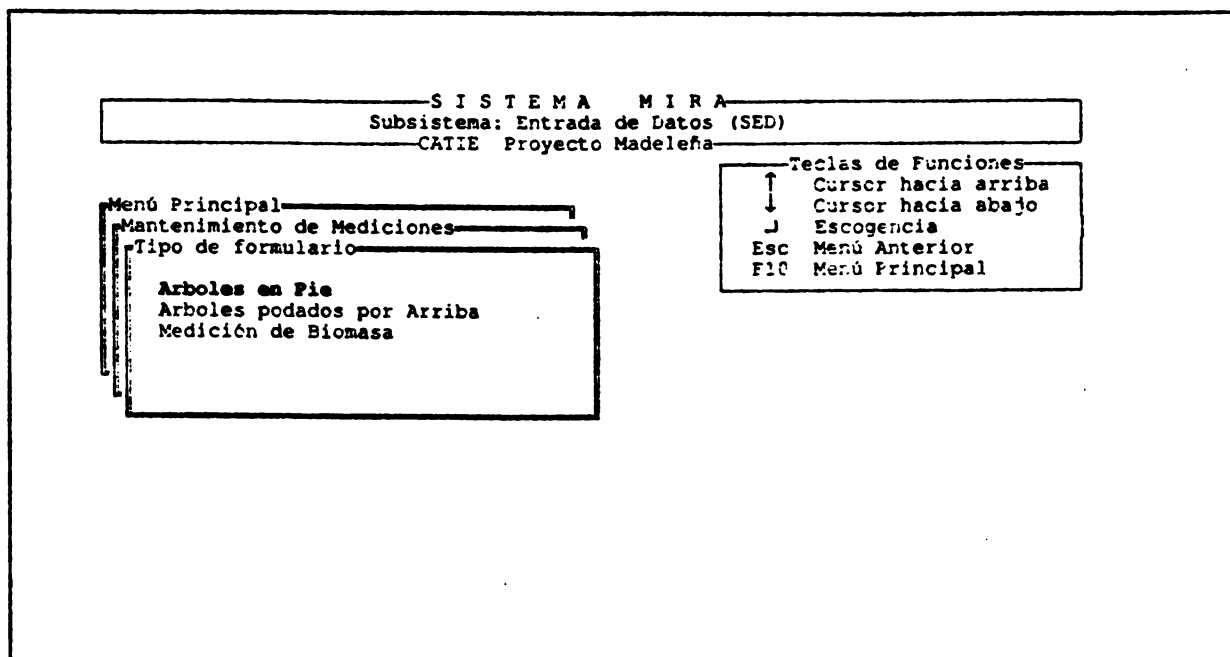 S I S T E M A M I R A
Subsistema: Entrada de Datos (SED)
CATIE Proyecto Madeleña
Teclas de Funciones
↑ Cursor hacia arriba
↓ Cursor hacia abajo
↵ Escogencia
Esc Menú Anterior
F10 Menú Principal
Menú Principal
Mantenimiento de Mediciones
Tipo de formulario
Arboles en Pie
Arboles podados por Arriba
Medición de Biomasa